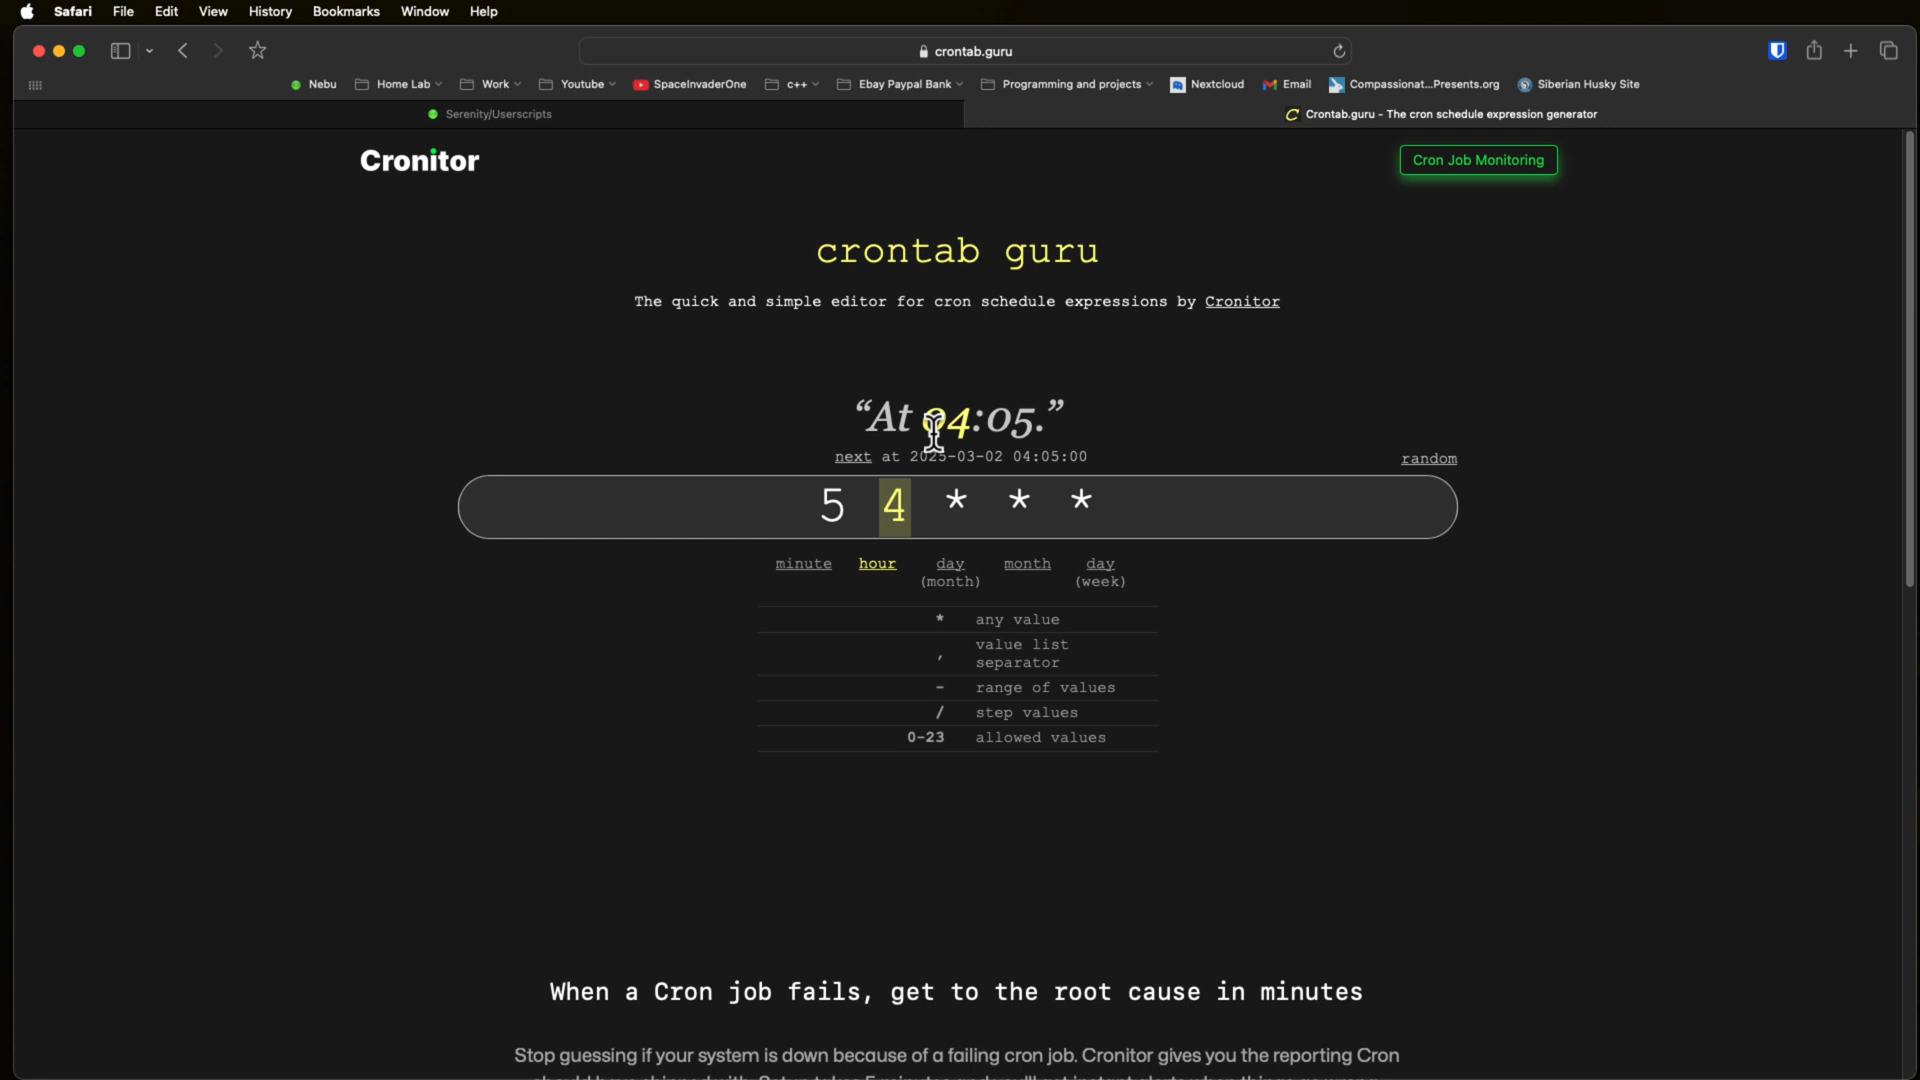 Safari File Edit View History Bookmarks Window Help
crontab.guru
Nebu Home Lab Work Youtube SpaceInvaderOne c++ Ebay Paypal Bank Programming and projects Nextcloud Email Compassionat...Presents.org Siberian Husky Site
Serenity/Userscripts Crontab.guru - The cron schedule expression generator
Cronitor Cron Job Monitoring
crontab guru
The quick and simple editor for cron schedule expressions by Cronitor
“At 04:05.”
next at 2025-03-02 04:05:00 random
5 4 * * *
minute hour day month day
(month) (week)
* any value
, value list
separator
- range of values
/ step values
0-23 allowed values
When a Cron job fails, get to the root cause in minutes
Stop guessing if your system is down because of a failing cron job. Cronitor gives you the reporting Cron